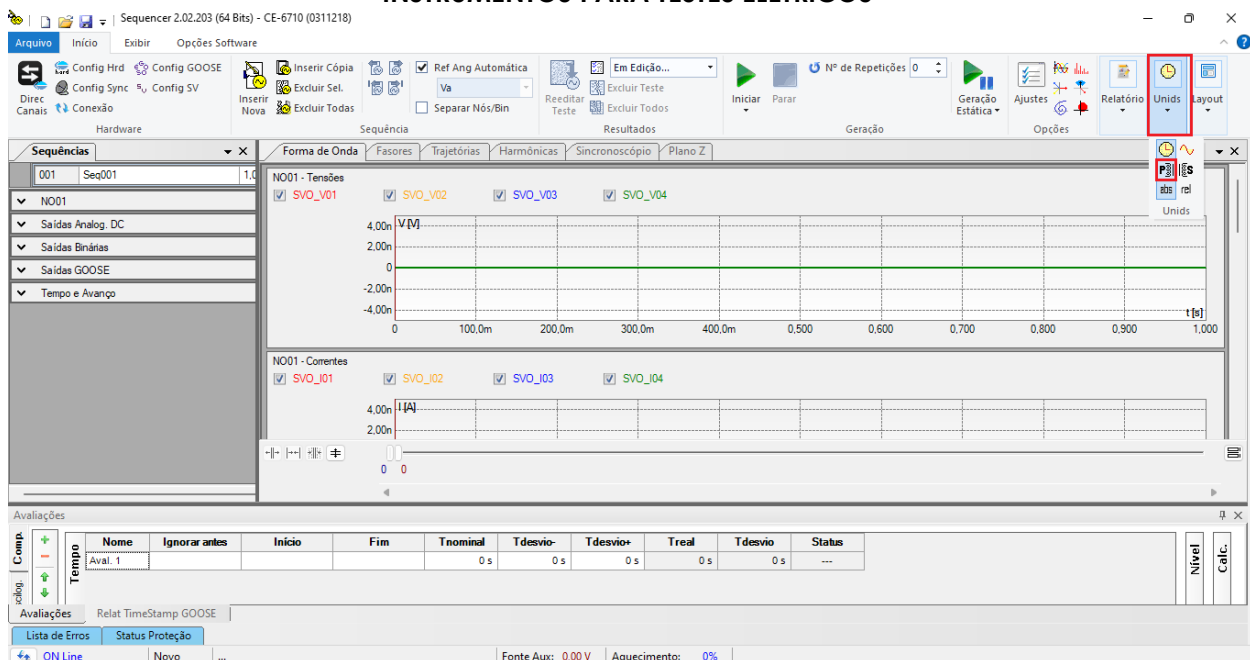 INSTRUMENTOS PARA TESTES ELÉTRICOS
Sequencer 2.02.203 (64 Bits) - CE-6710 (0311218)
Arquivo Início Exibir Opções Software
Direc Canais
Config Hrd Config GOOSE
Config Sync Config SV
Conexão
Hardware
Inserir Nova
Inserir Cópia
Excluir Sel.
Excluir Todas
Ref Ang Automática
Va
Separar Nós/Bin
Sequência
Reeditar Teste
Em Edição...
Excluir Teste
Excluir Todos
Resultados
Iniciar Parar
Nº de Repetições 0
Geração Estática
Geração
Ajustes
Opções
Relatório Unids Layout
P S
abs rel
Unids
Sequências
001 Seq001 1,0
NO01
Saídas Analog. DC
Saídas Binárias
Saídas GOOSE
Tempo e Avanço
Forma de Onda Fasores Trajetórias Harmônicas Sincroscópio Plano Z
NO01 - Tensões
SVO_V01 SVO_V02 SVO_V03 SVO_V04
V [V]
4,00n
2,00n
0
-2,00n
-4,00n
t [s]
0 100,0m 200,0m 300,0m 400,0m 0,500 0,600 0,700 0,800 0,900 1,000
NO01 - Correntes
SVO_I01 SVO_I02 SVO_I03 SVO_I04
I [A]
4,00n
2,00n
0 0
Avaliações
Comp.
Tempo
Nome Ignorar antes Início Fim Tnominal Tdesvio- Tdesvio+ Treal Tdesvio Status
Aval. 1 0 s 0 s 0 s 0 s 0 s ---
Nível
Calc.
Avaliações Relat TimeStamp GOOSE
Lista de Erros Status Proteção
ON Line Novo ... Fonte Aux: 0,00 V Aquecimento: 0%